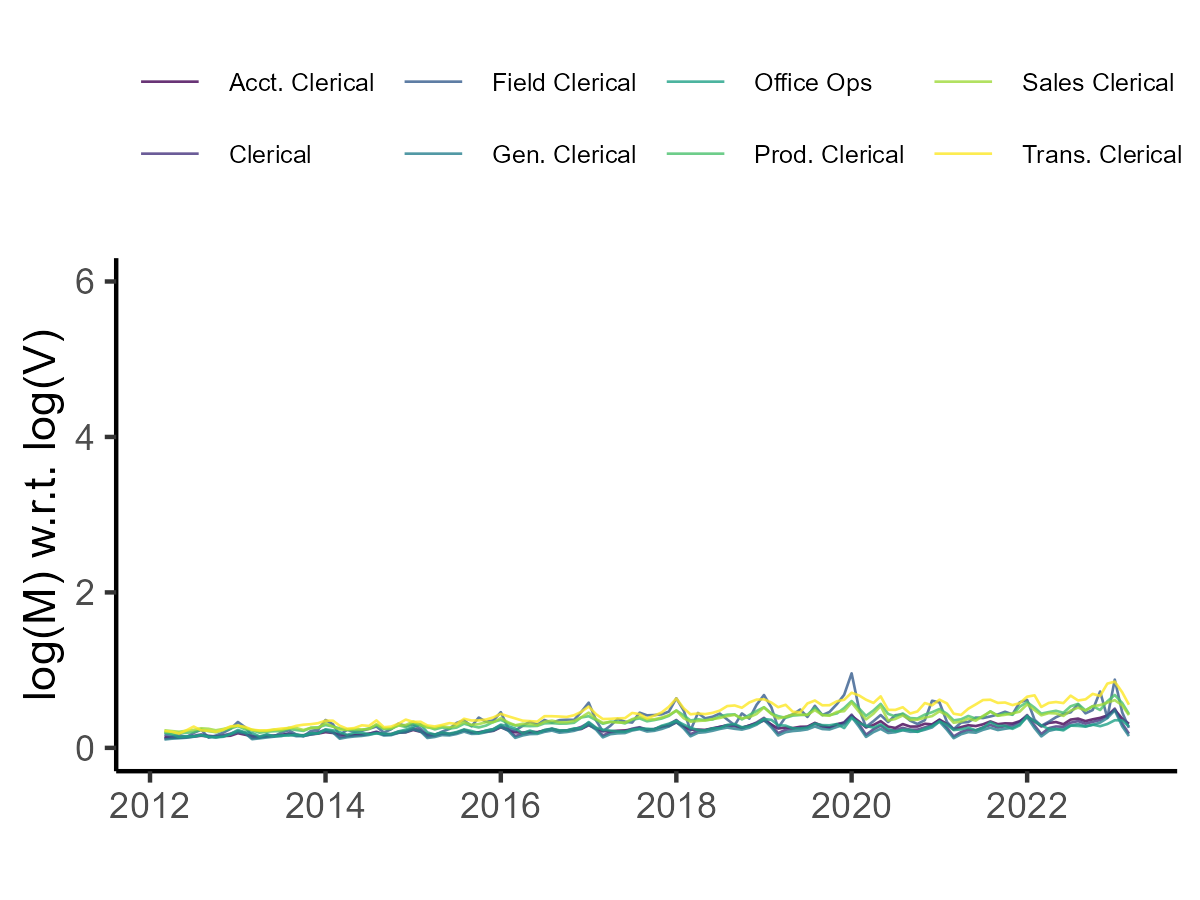 Acct. Clerical Field Clerical Office Ops Sales Clerical
Clerical Gen. Clerical Prod. Clerical Trans. Clerical
log(M) w.r.t. log(V)
6
4
2
0
2012 2014 2016 2018 2020 2022